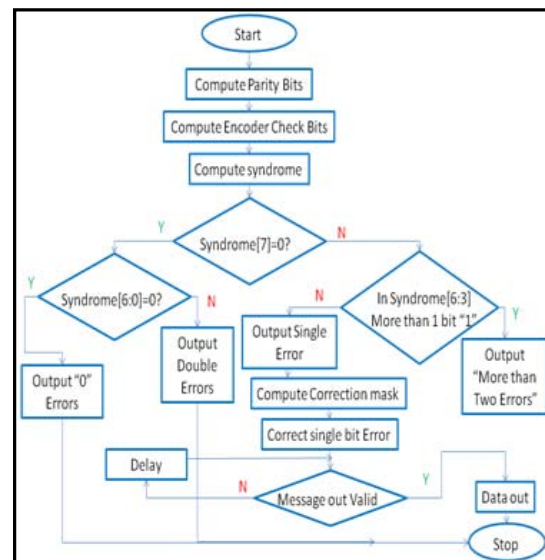 Start
Compute Parity Bits
Compute Encoder Check Bits
Compute syndrome
Y
Syndrome[7]=0?
N
Y
Syndrome[6:0]=0?
N
N
In Syndrome[6:3]
More than 1 bit "1"
Y
Output "0"
Errors
Output
Double
Errors
Output Single
Error
Output
"More than
Two Errors"
Compute Correction mask
Correct single bit Error
Delay
N
Message out Valid
Y
Data out
Stop